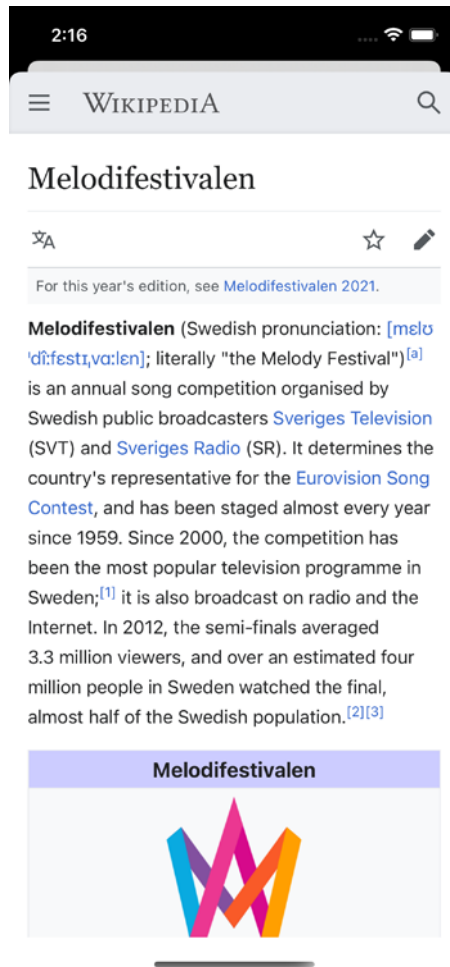 2:16
WIKIPEDIA
Melodifestivalen
For this year's edition, see Melodifestivalen 2021.
Melodifestivalen (Swedish pronunciation: [mɛlʊ
ˈdîːfɛstɪˌvɑːlɛn]; literally "the Melody Festival")[a]
is an annual song competition organised by
Swedish public broadcasters Sveriges Television
(SVT) and Sveriges Radio (SR). It determines the
country's representative for the Eurovision Song
Contest, and has been staged almost every year
since 1959. Since 2000, the competition has
been the most popular television programme in
Sweden;[1] it is also broadcast on radio and the
Internet. In 2012, the semi-finals averaged
3.3 million viewers, and over an estimated four
million people in Sweden watched the final,
almost half of the Swedish population.[2][3]
Melodifestivalen